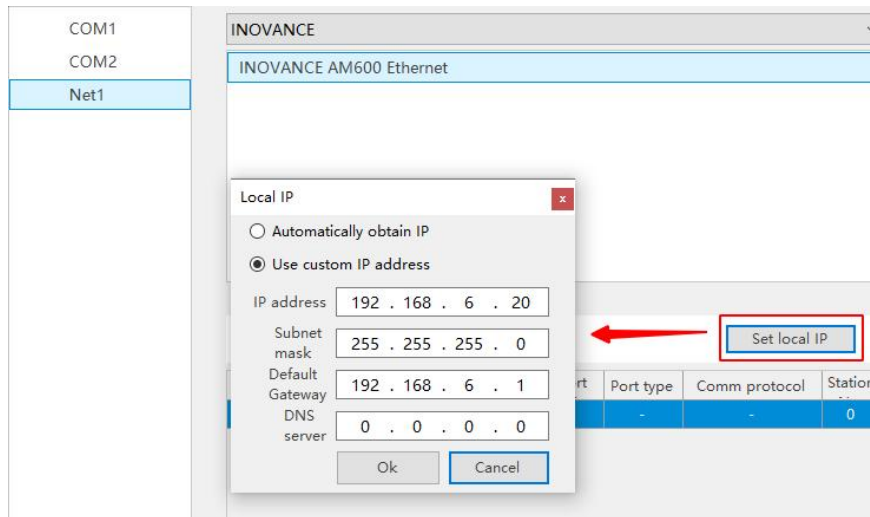 COM1
COM2
Net1
INOVANCE
INOVANCE AM600 Ethernet
Local IP
x
Automatically obtain IP
Use custom IP address
IP address 192 . 168 . 6 . 20
Subnet mask 255 . 255 . 255 . 0
Default Gateway 192 . 168 . 6 . 1
DNS server 0 . 0 . 0 . 0
Ok Cancel
Set local IP
rt Port type Comm protocol Station
- - 0